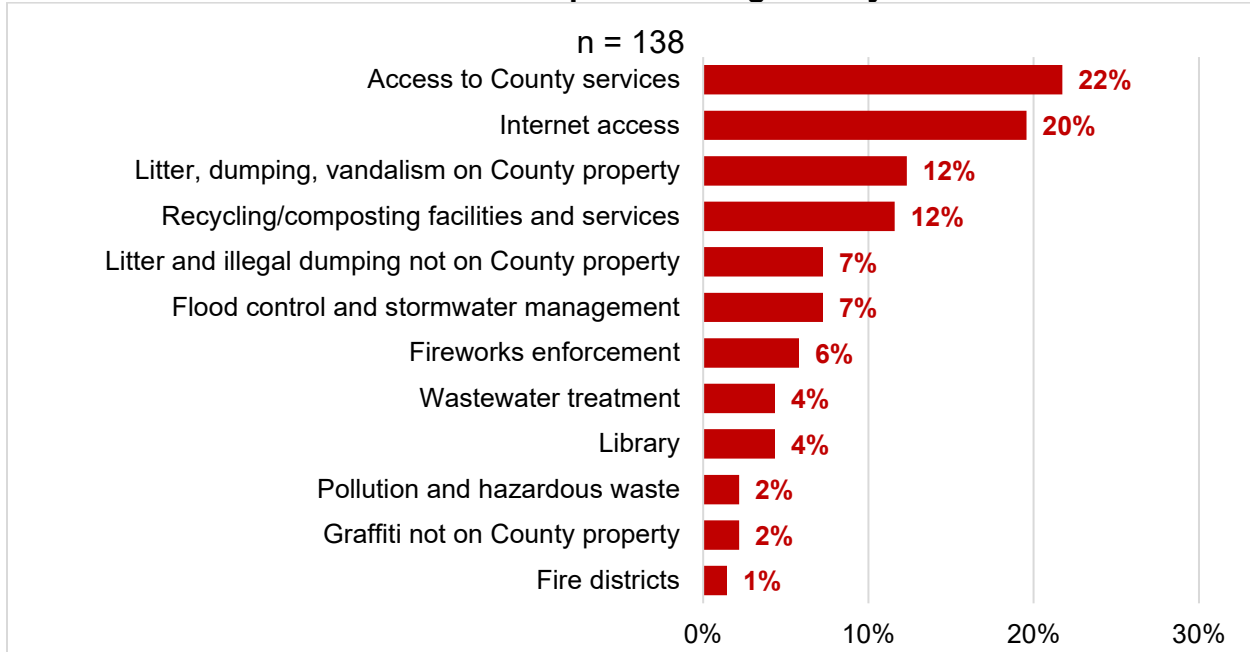 n = 138
Access to County services 22%
Internet access 20%
Litter, dumping, vandalism on County property 12%
Recycling/composting facilities and services 12%
Litter and illegal dumping not on County property 7%
Flood control and stormwater management 7%
Fireworks enforcement 6%
Wastewater treatment 4%
Library 4%
Pollution and hazardous waste 2%
Graffiti not on County property 2%
Fire districts 1%
0% 10% 20% 30%